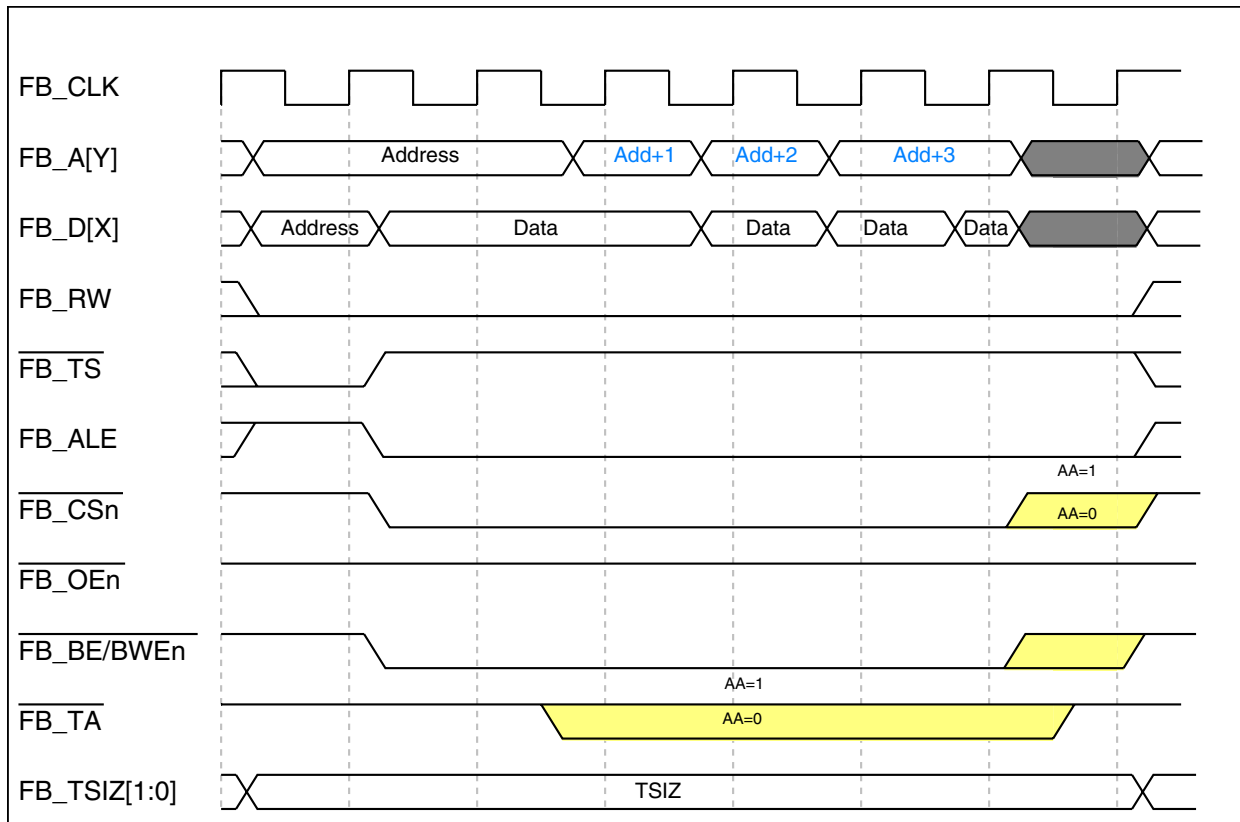 FB_CLK
FB_A[Y] Address Add+1 Add+2 Add+3
FB_D[X] Address Data Data Data Data
FB_RW
FB_TS
FB_ALE
AA=1
FB_CSn AA=0
FB_OEn
FB_BE/BWEn
AA=1
FB_TA AA=0
FB_TSIZ[1:0] TSIZ